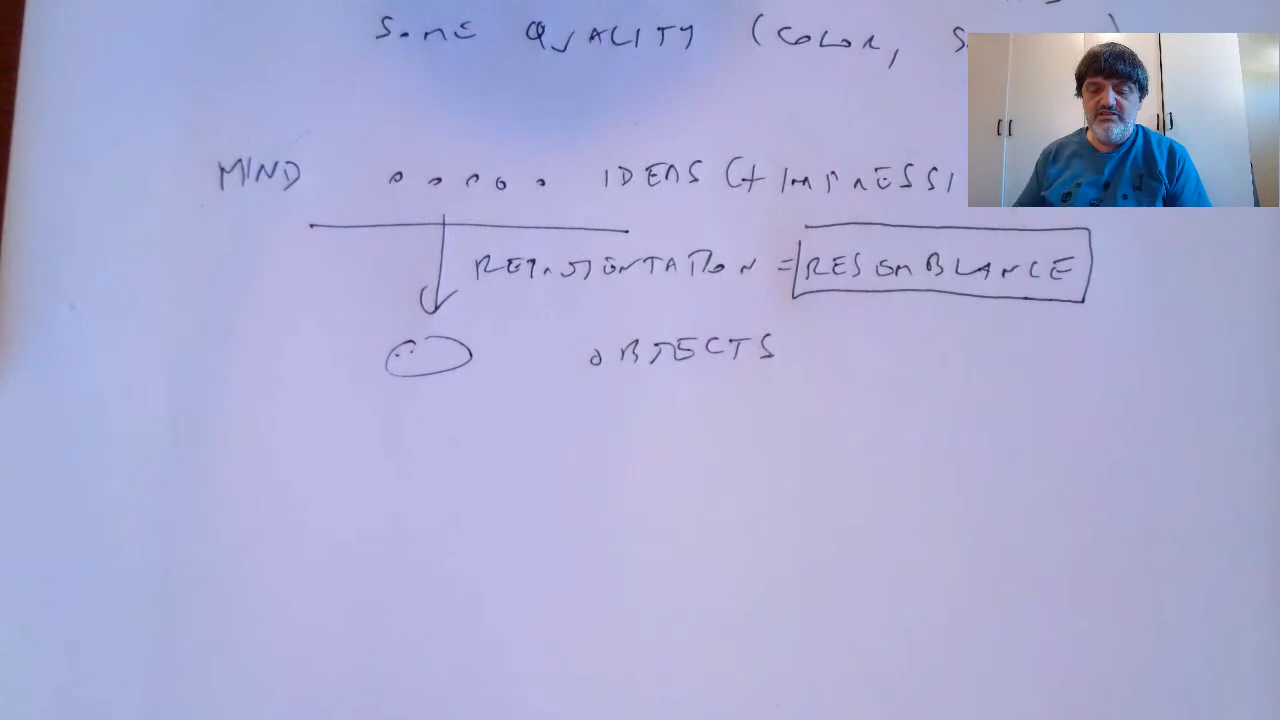 SOME QUALITY (COLOR,
MIND IDEAS (+ IMPRESSI
REPRESENTATION = RESEMBLANCE
OBJECTS